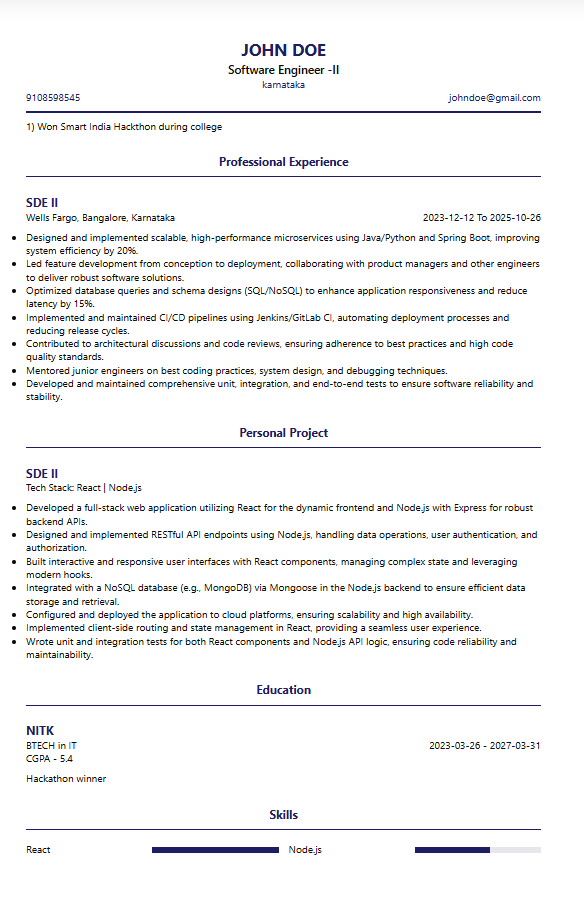 JOHN DOE
Software Engineer -II
karnataka
9108598545 johndoe@gmail.com
1) Won Smart India Hackthon during college
Professional Experience
SDE II
Wells Fargo, Bangalore, Karnataka 2023-12-12 To 2025-10-26
• Designed and implemented scalable, high-performance microservices using Java/Python and Spring Boot, improving
system efficiency by 20%.
• Led feature development from conception to deployment, collaborating with product managers and other engineers
to deliver robust software solutions.
• Optimized database queries and schema designs (SQL/NoSQL) to enhance application responsiveness and reduce
latency by 15%.
• Implemented and maintained CI/CD pipelines using Jenkins/GitLab CI, automating deployment processes and
reducing release cycles.
• Contributed to architectural discussions and code reviews, ensuring adherence to best practices and high code
quality standards.
• Mentored junior engineers on best coding practices, system design, and debugging techniques.
• Developed and maintained comprehensive unit, integration, and end-to-end tests to ensure software reliability and
stability.
Personal Project
SDE II
Tech Stack: React | Node.js
• Developed a full-stack web application utilizing React for the dynamic frontend and Node.js with Express for robust
backend APIs.
• Designed and implemented RESTful API endpoints using Node.js, handling data operations, user authentication, and
authorization.
• Built interactive and responsive user interfaces with React components, managing complex state and leveraging
modern hooks.
• Integrated with a NoSQL database (e.g., MongoDB) via Mongoose in the Node.js backend to ensure efficient data
storage and retrieval.
• Configured and deployed the application to cloud platforms, ensuring scalability and high availability.
• Implemented client-side routing and state management in React, providing a seamless user experience.
• Wrote unit and integration tests for both React components and Node.js API logic, ensuring code reliability and
maintainability.
Education
NITK
BTECH in IT 2023-03-26 - 2027-03-31
CGPA - 5.4
Hackathon winner
Skills
React Node.js